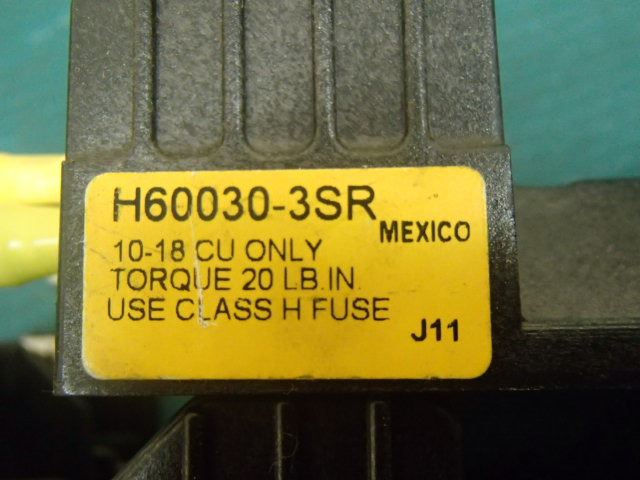 H60030-3SR
MEXICO
10-18 CU ONLY
TORQUE 20 LB.IN.
USE CLASS H FUSE
J11